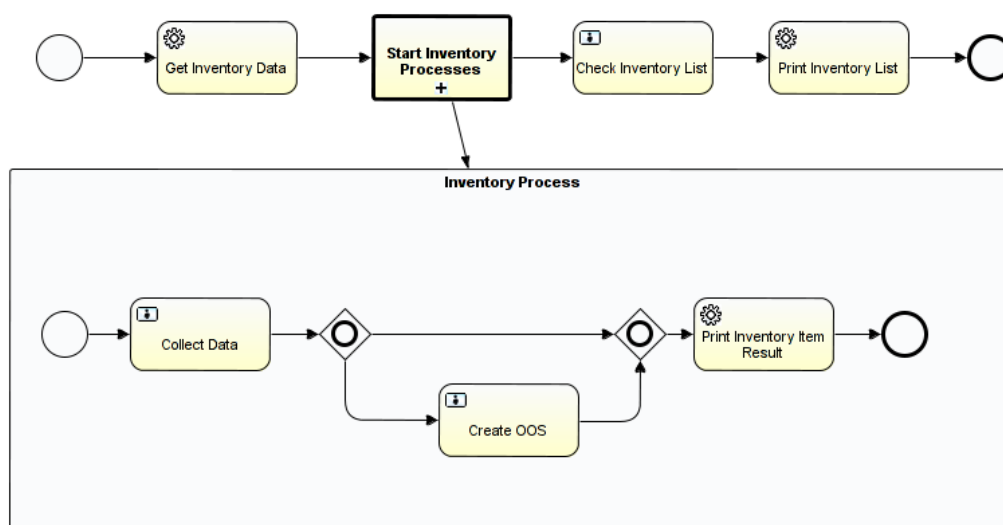 Get Inventory Data
Start Inventory
Processes
Check Inventory List
Print Inventory List
Inventory Process
Collect Data
Print Inventory Item
Result
Create OOS